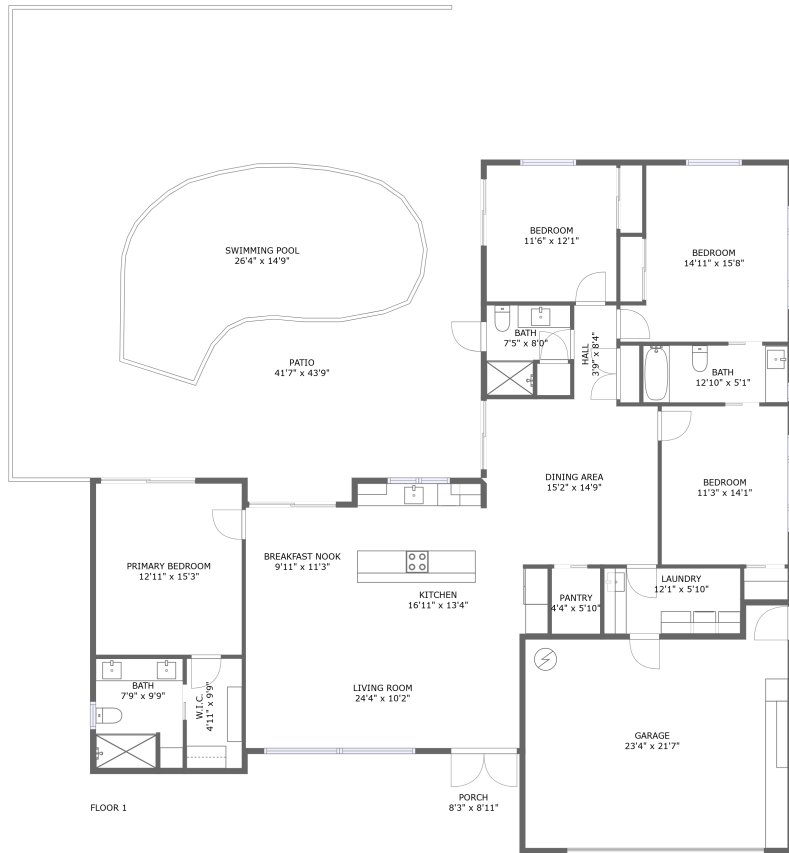 BEDROOM
11'6" x 12'1"
BEDROOM
14'11" x 15'8"
SWIMMING POOL
26'4" x 14'9"
BATH
7'5" x 8'0"
HALL
3'9" x 8'4"
PATIO
41'7" x 43'9"
BATH
12'10" x 5'1"
DINING AREA
15'2" x 14'9"
BEDROOM
11'3" x 14'1"
BREAKFAST NOOK
9'11" x 11'3"
PRIMARY BEDROOM
12'11" x 15'3"
KITCHEN
16'11" x 13'4"
PANTRY
4'4" x 5'10"
LAUNDRY
12'1" x 5'10"
BATH
7'9" x 9'9"
W.I.C.
4'11" x 9'9"
LIVING ROOM
24'4" x 10'2"
GARAGE
23'4" x 21'7"
PORCH
8'3" x 8'11"
FLOOR 1